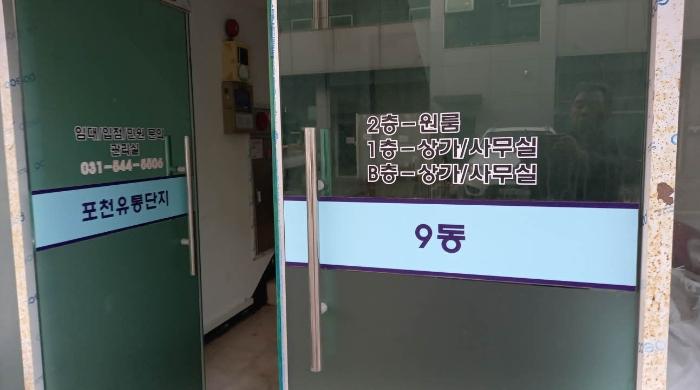 임대/입점/민원 문의
관리실
031-544-5506
포천유통단지
2층-원룸
1층-상가/사무실
B층-상가/사무실
9동